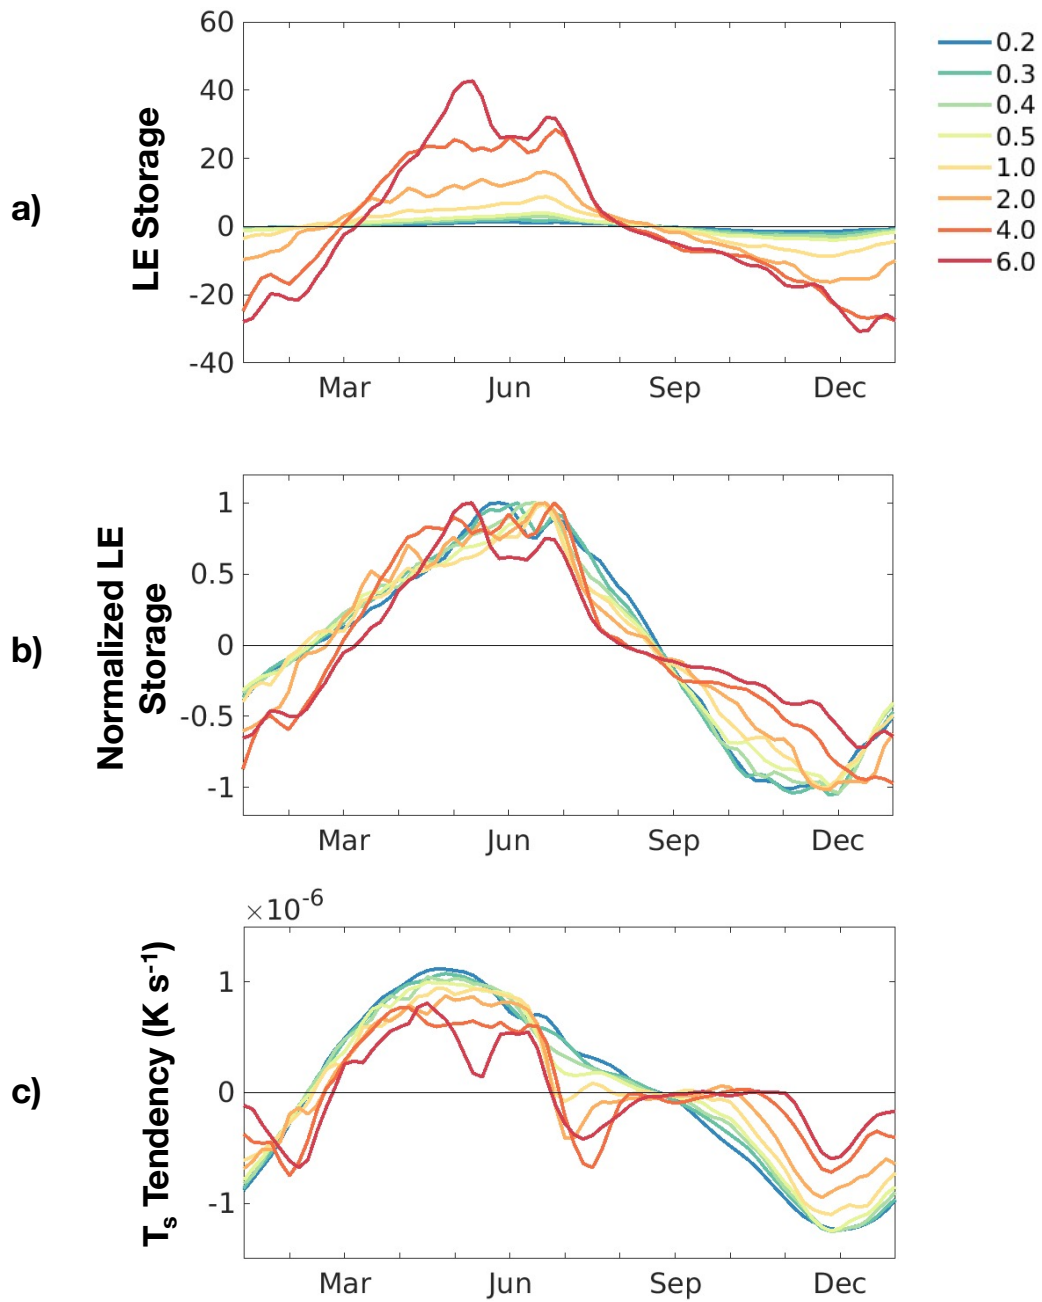 60
40
20
0
-20
-40
LE Storage
a)
Mar Jun Sep Dec
0.2
0.3
0.4
0.5
1.0
2.0
4.0
6.0
1
0.5
0
-0.5
-1
Normalized LE
Storage
b)
Mar Jun Sep Dec
×10⁻⁶
1
0
-1
Tₛ Tendency (K s⁻¹)
c)
Mar Jun Sep Dec